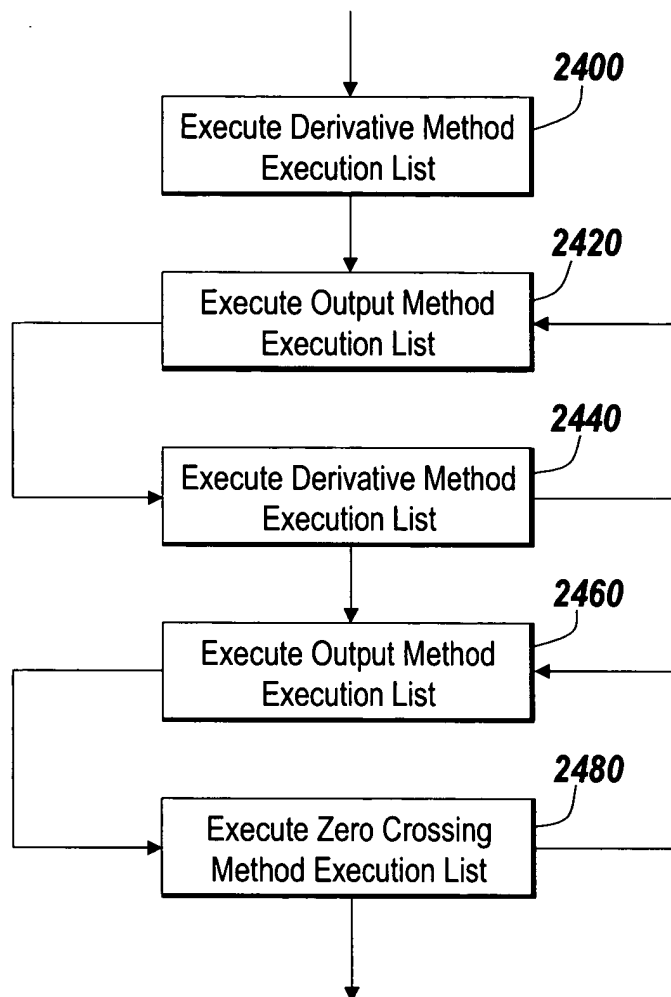 2400
Execute Derivative Method
Execution List
2420
Execute Output Method
Execution List
2440
Execute Derivative Method
Execution List
2460
Execute Output Method
Execution List
2480
Execute Zero Crossing
Method Execution List